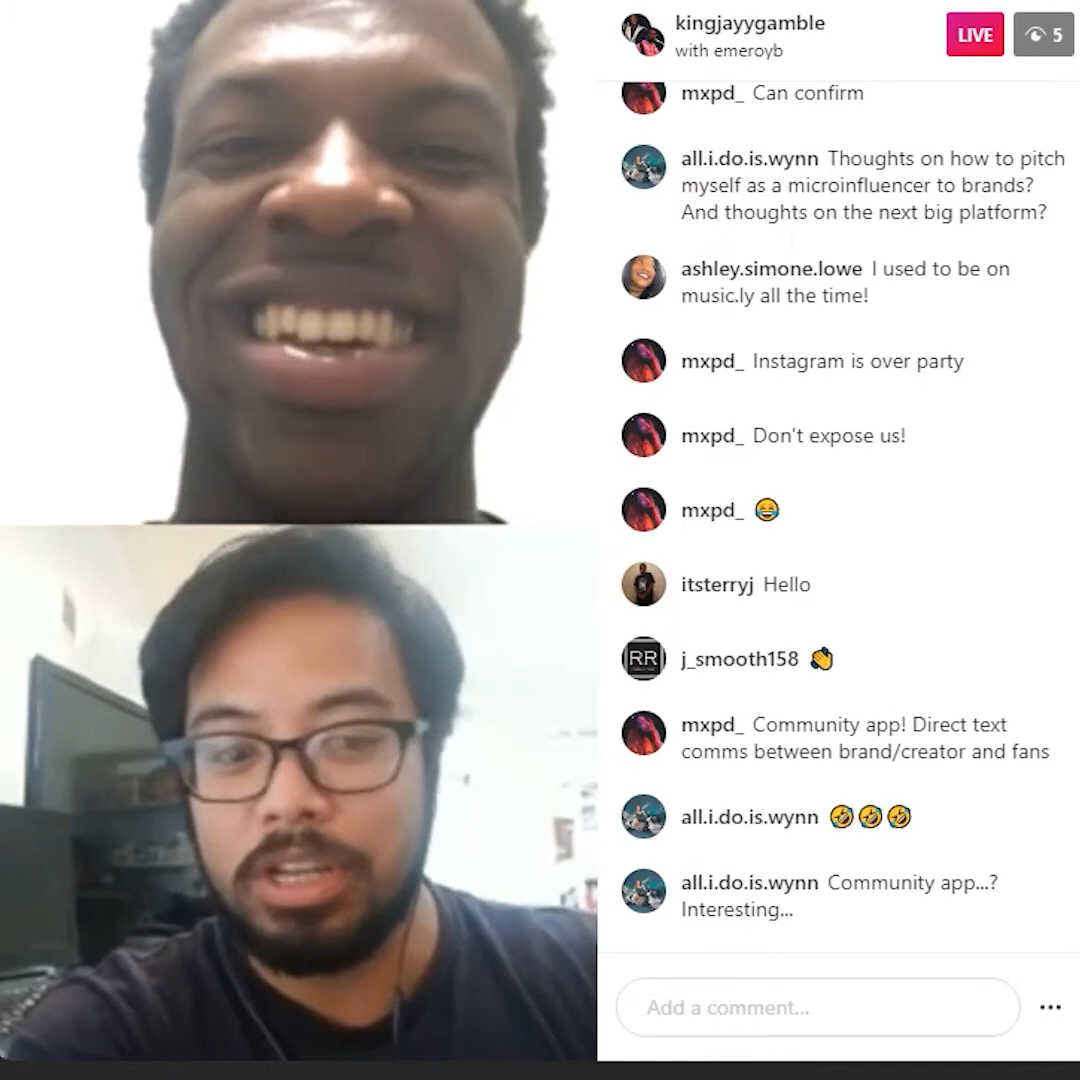 kingjayygamble
with emeroyb
LIVE
5
mxpd_ Can confirm
all.i.do.is.wynn Thoughts on how to pitch
myself as a microinfluencer to brands?
And thoughts on the next big platform?
ashley.simone.lowe I used to be on
music.ly all the time!
mxpd_ Instagram is over party
mxpd_ Don't expose us!
mxpd_ 😂
itsterryj Hello
RR
j_smooth158 👏
mxpd_ Community app! Direct text
comms between brand/creator and fans
all.i.do.is.wynn 🤣🤣🤣
all.i.do.is.wynn Community app...?
Interesting...
Add a comment...